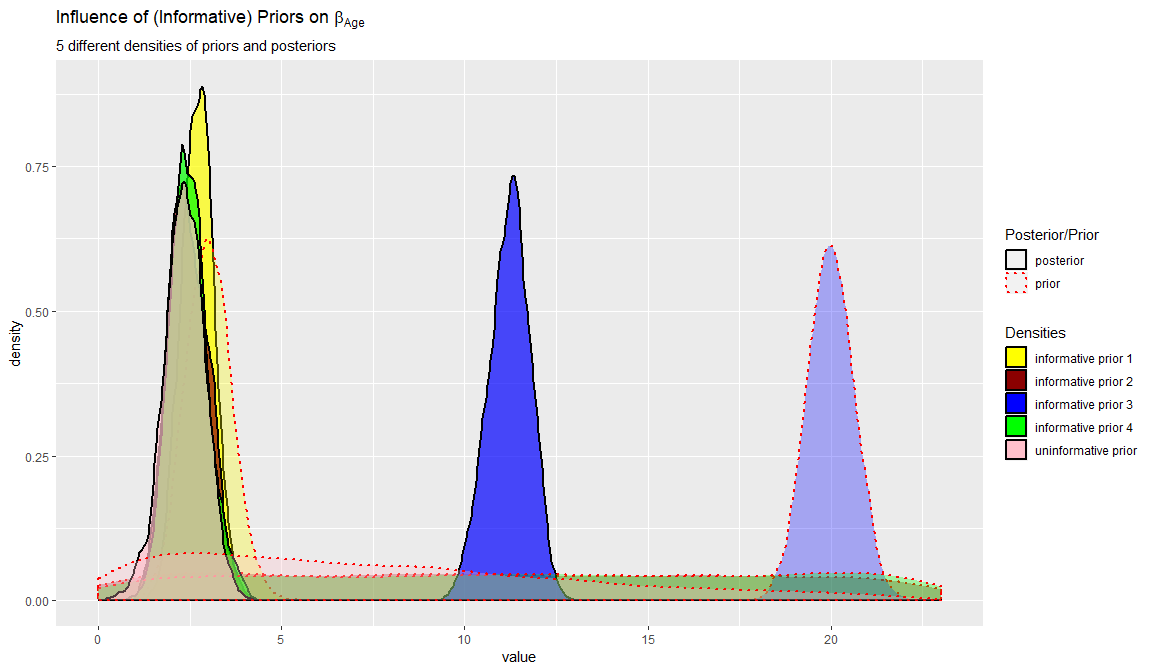 Influence of (Informative) Priors on βAge
5 different densities of priors and posteriors
density
0.75
0.50
0.25
0.00
0
5
10
15
20
value
Posterior/Prior
posterior
prior
Densities
informative prior 1
informative prior 2
informative prior 3
informative prior 4
uninformative prior